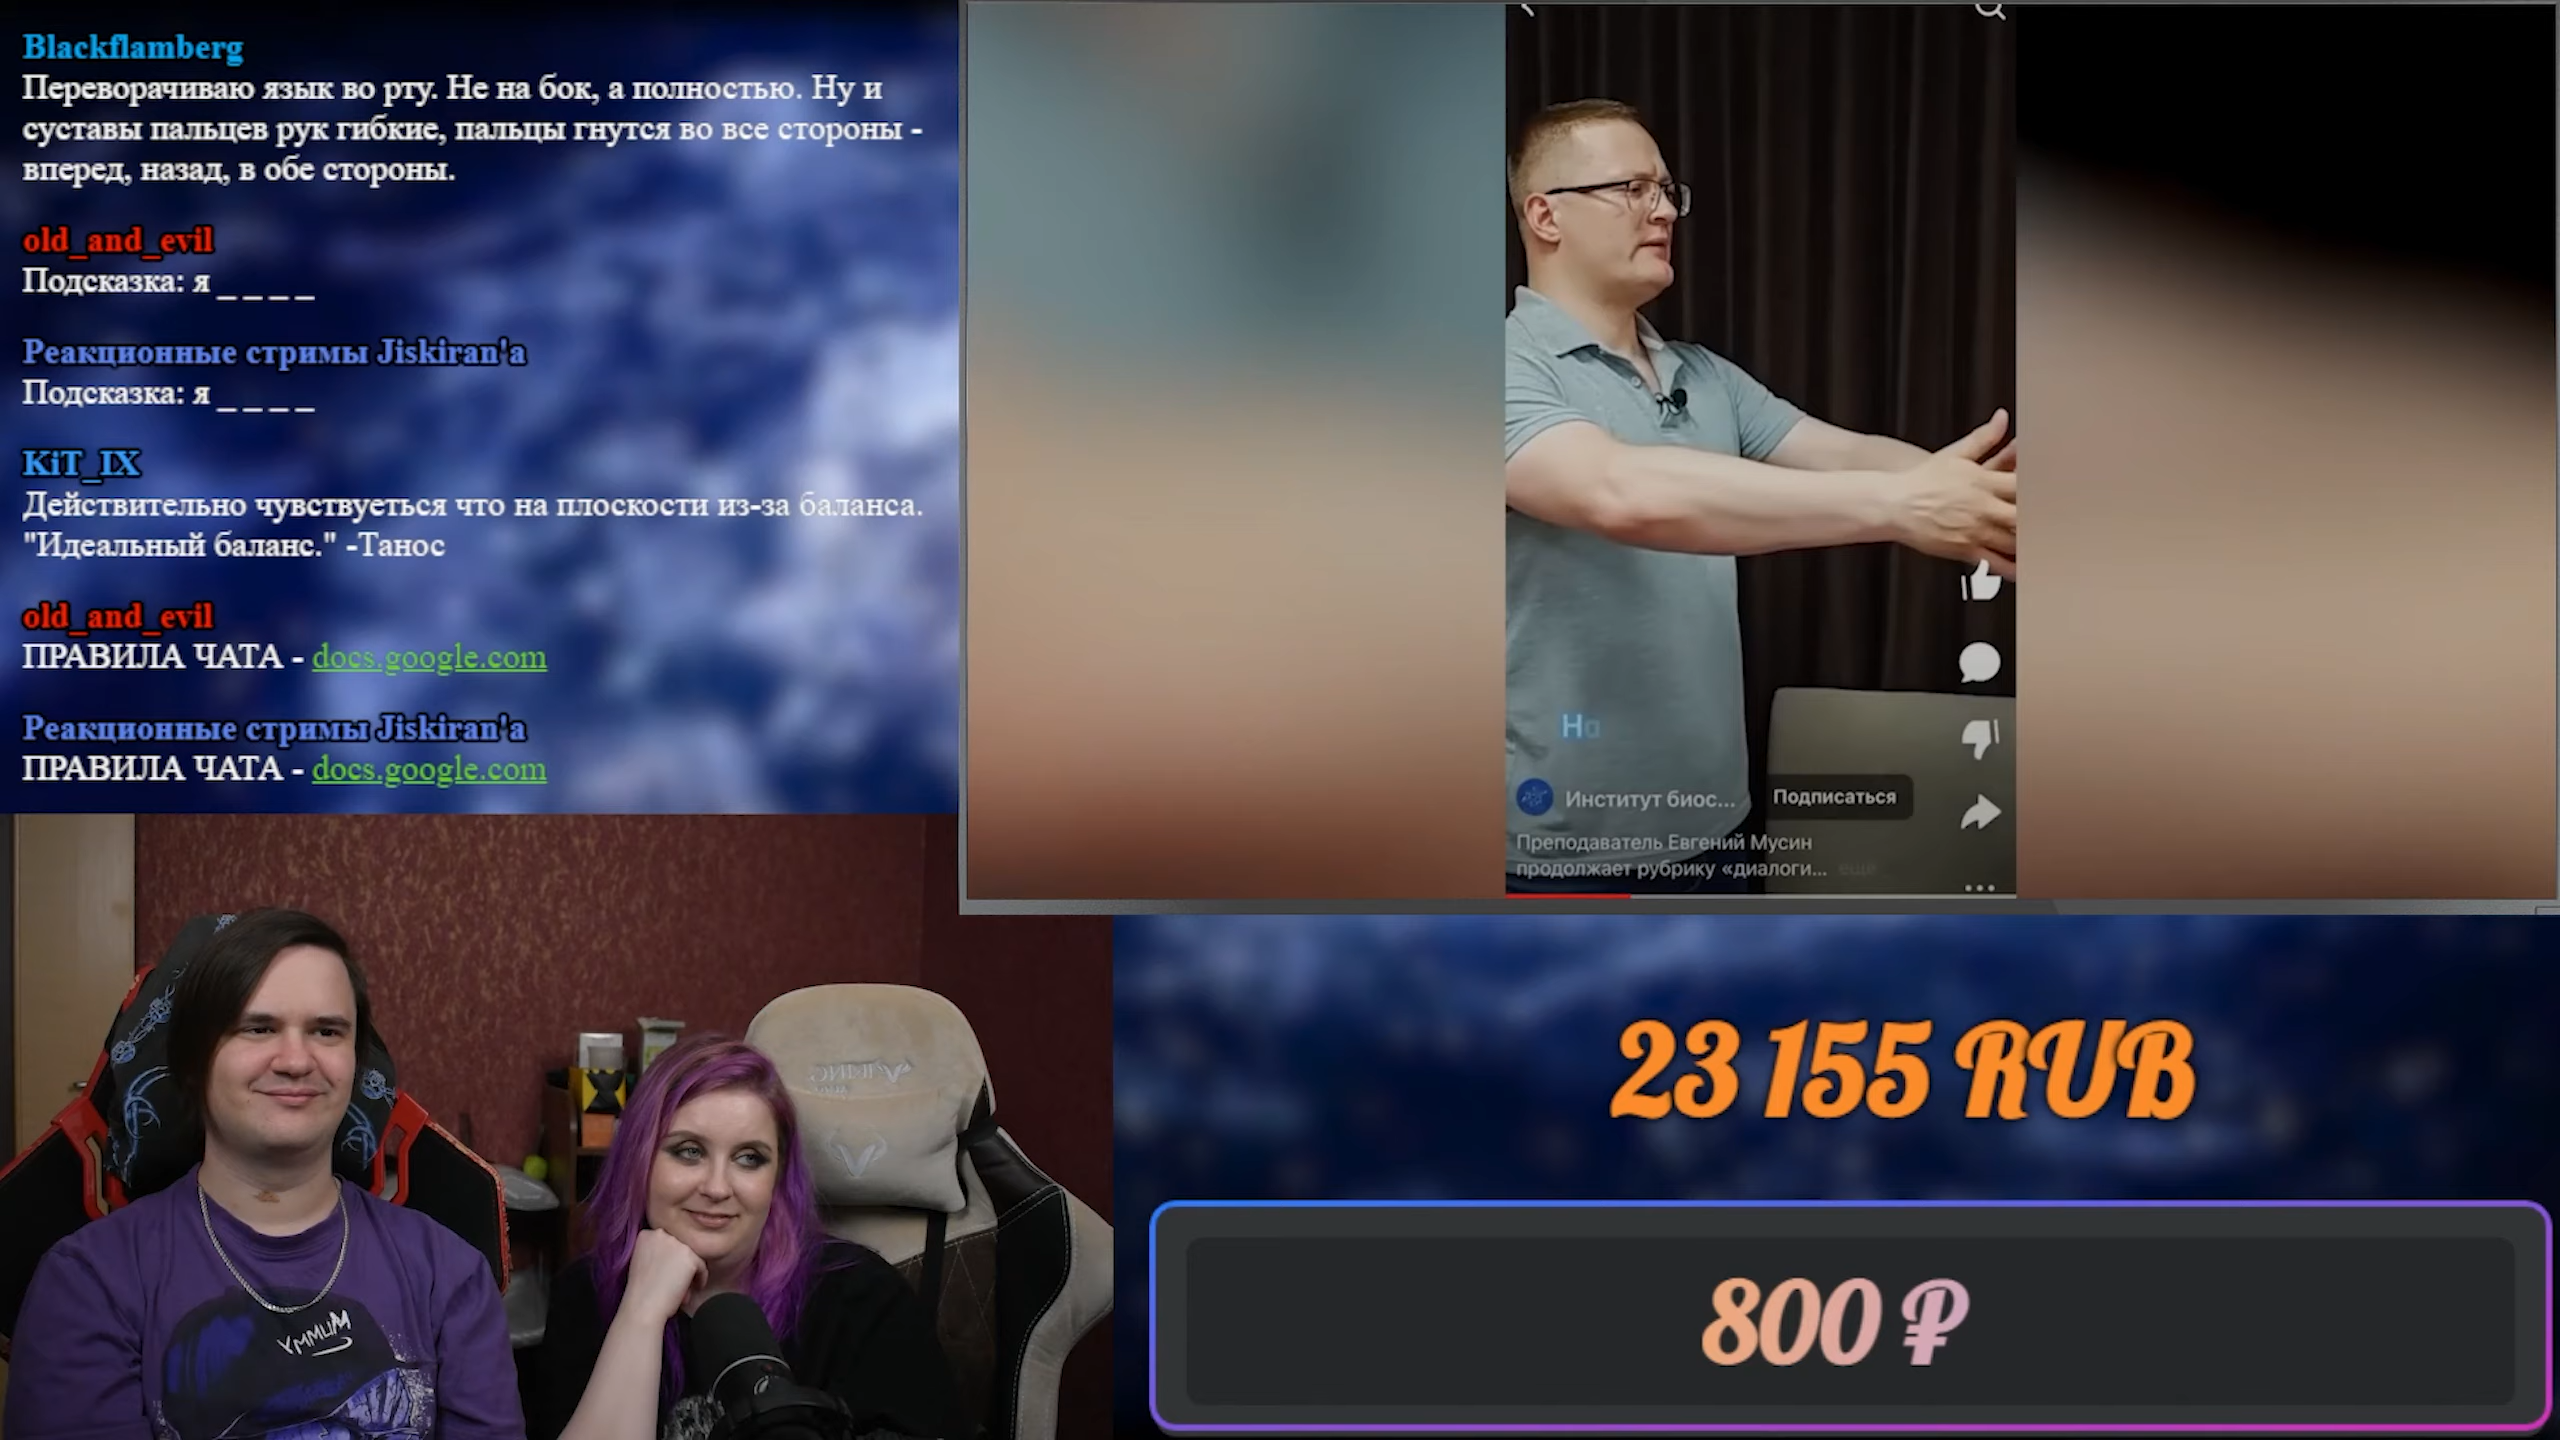 Blackflamberg
Переворачиваю язык во рту. Не на бок, а полностью. Ну и
суставы пальцев рук гибкие, пальцы гнутся во все стороны -
вперед, назад, в обе стороны.
old_and_evil
Подсказка: я _ _ _ _
Реакционные стримы Jiskiran'a
Подсказка: я _ _ _ _
KiT_IX
Действительно чувствуеться что на плоскости из-за баланса.
"Идеальный баланс." -Танос
old_and_evil
ПРАВИЛА ЧАТА - docs.google.com
Реакционные стримы Jiskiran'a
ПРАВИЛА ЧАТА - docs.google.com
На
Институт биос...
Подписаться
Преподаватель Евгений Мусин
продолжает рубрику «диалоги... еще
23 155 RUB
800 ₽